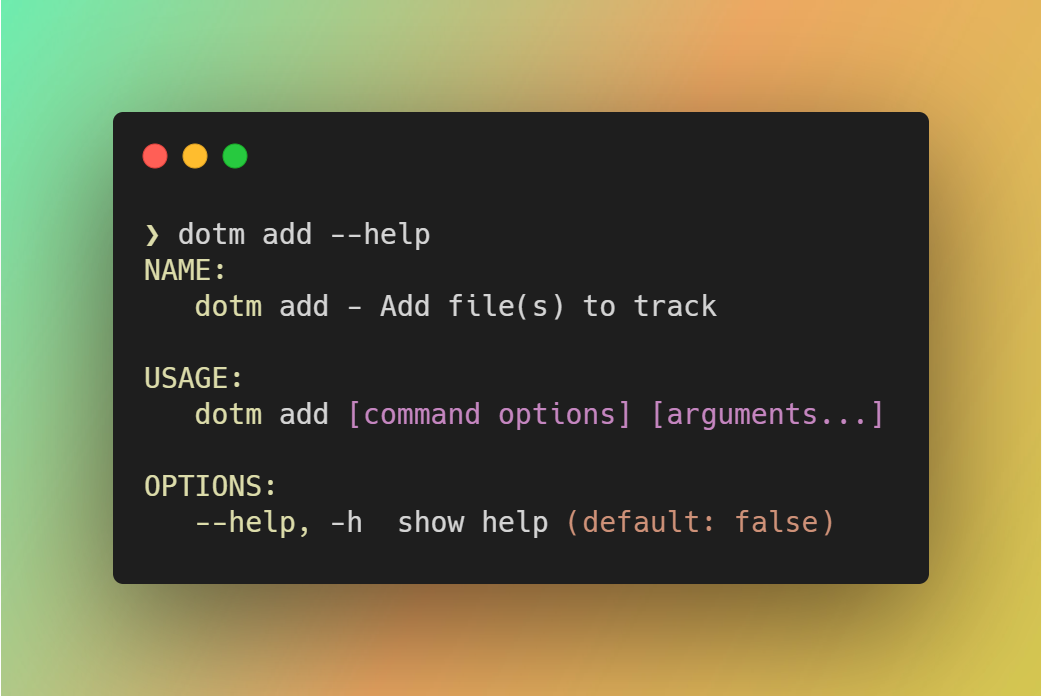 ❯ dotm add --help
NAME:
   dotm add - Add file(s) to track

USAGE:
   dotm add [command options] [arguments...]

OPTIONS:
   --help, -h  show help (default: false)